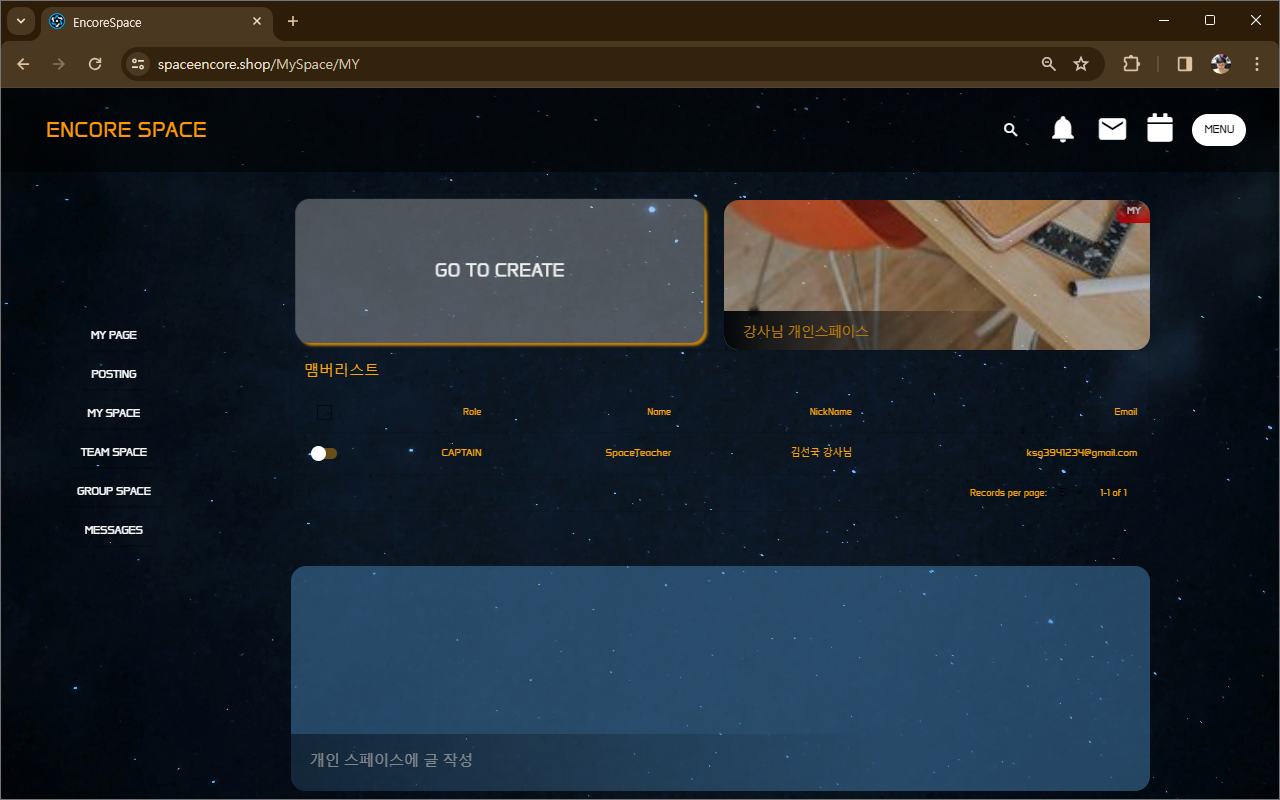 EncoreSpace
spaceencore.shop/MySpace/MY
ENCORE SPACE
MENU
GO TO CREATE
MY
강사님 개인스페이스
MY PAGE
POSTING
MY SPACE
TEAM SPACE
GROUP SPACE
MESSAGES
맴버리스트
Role Name NickName Email
CAPTAIN SpaceTeacher 김선국 강사님 ksg3941234@gmail.com
Records per page: 1-1 of 1
개인 스페이스에 글 작성